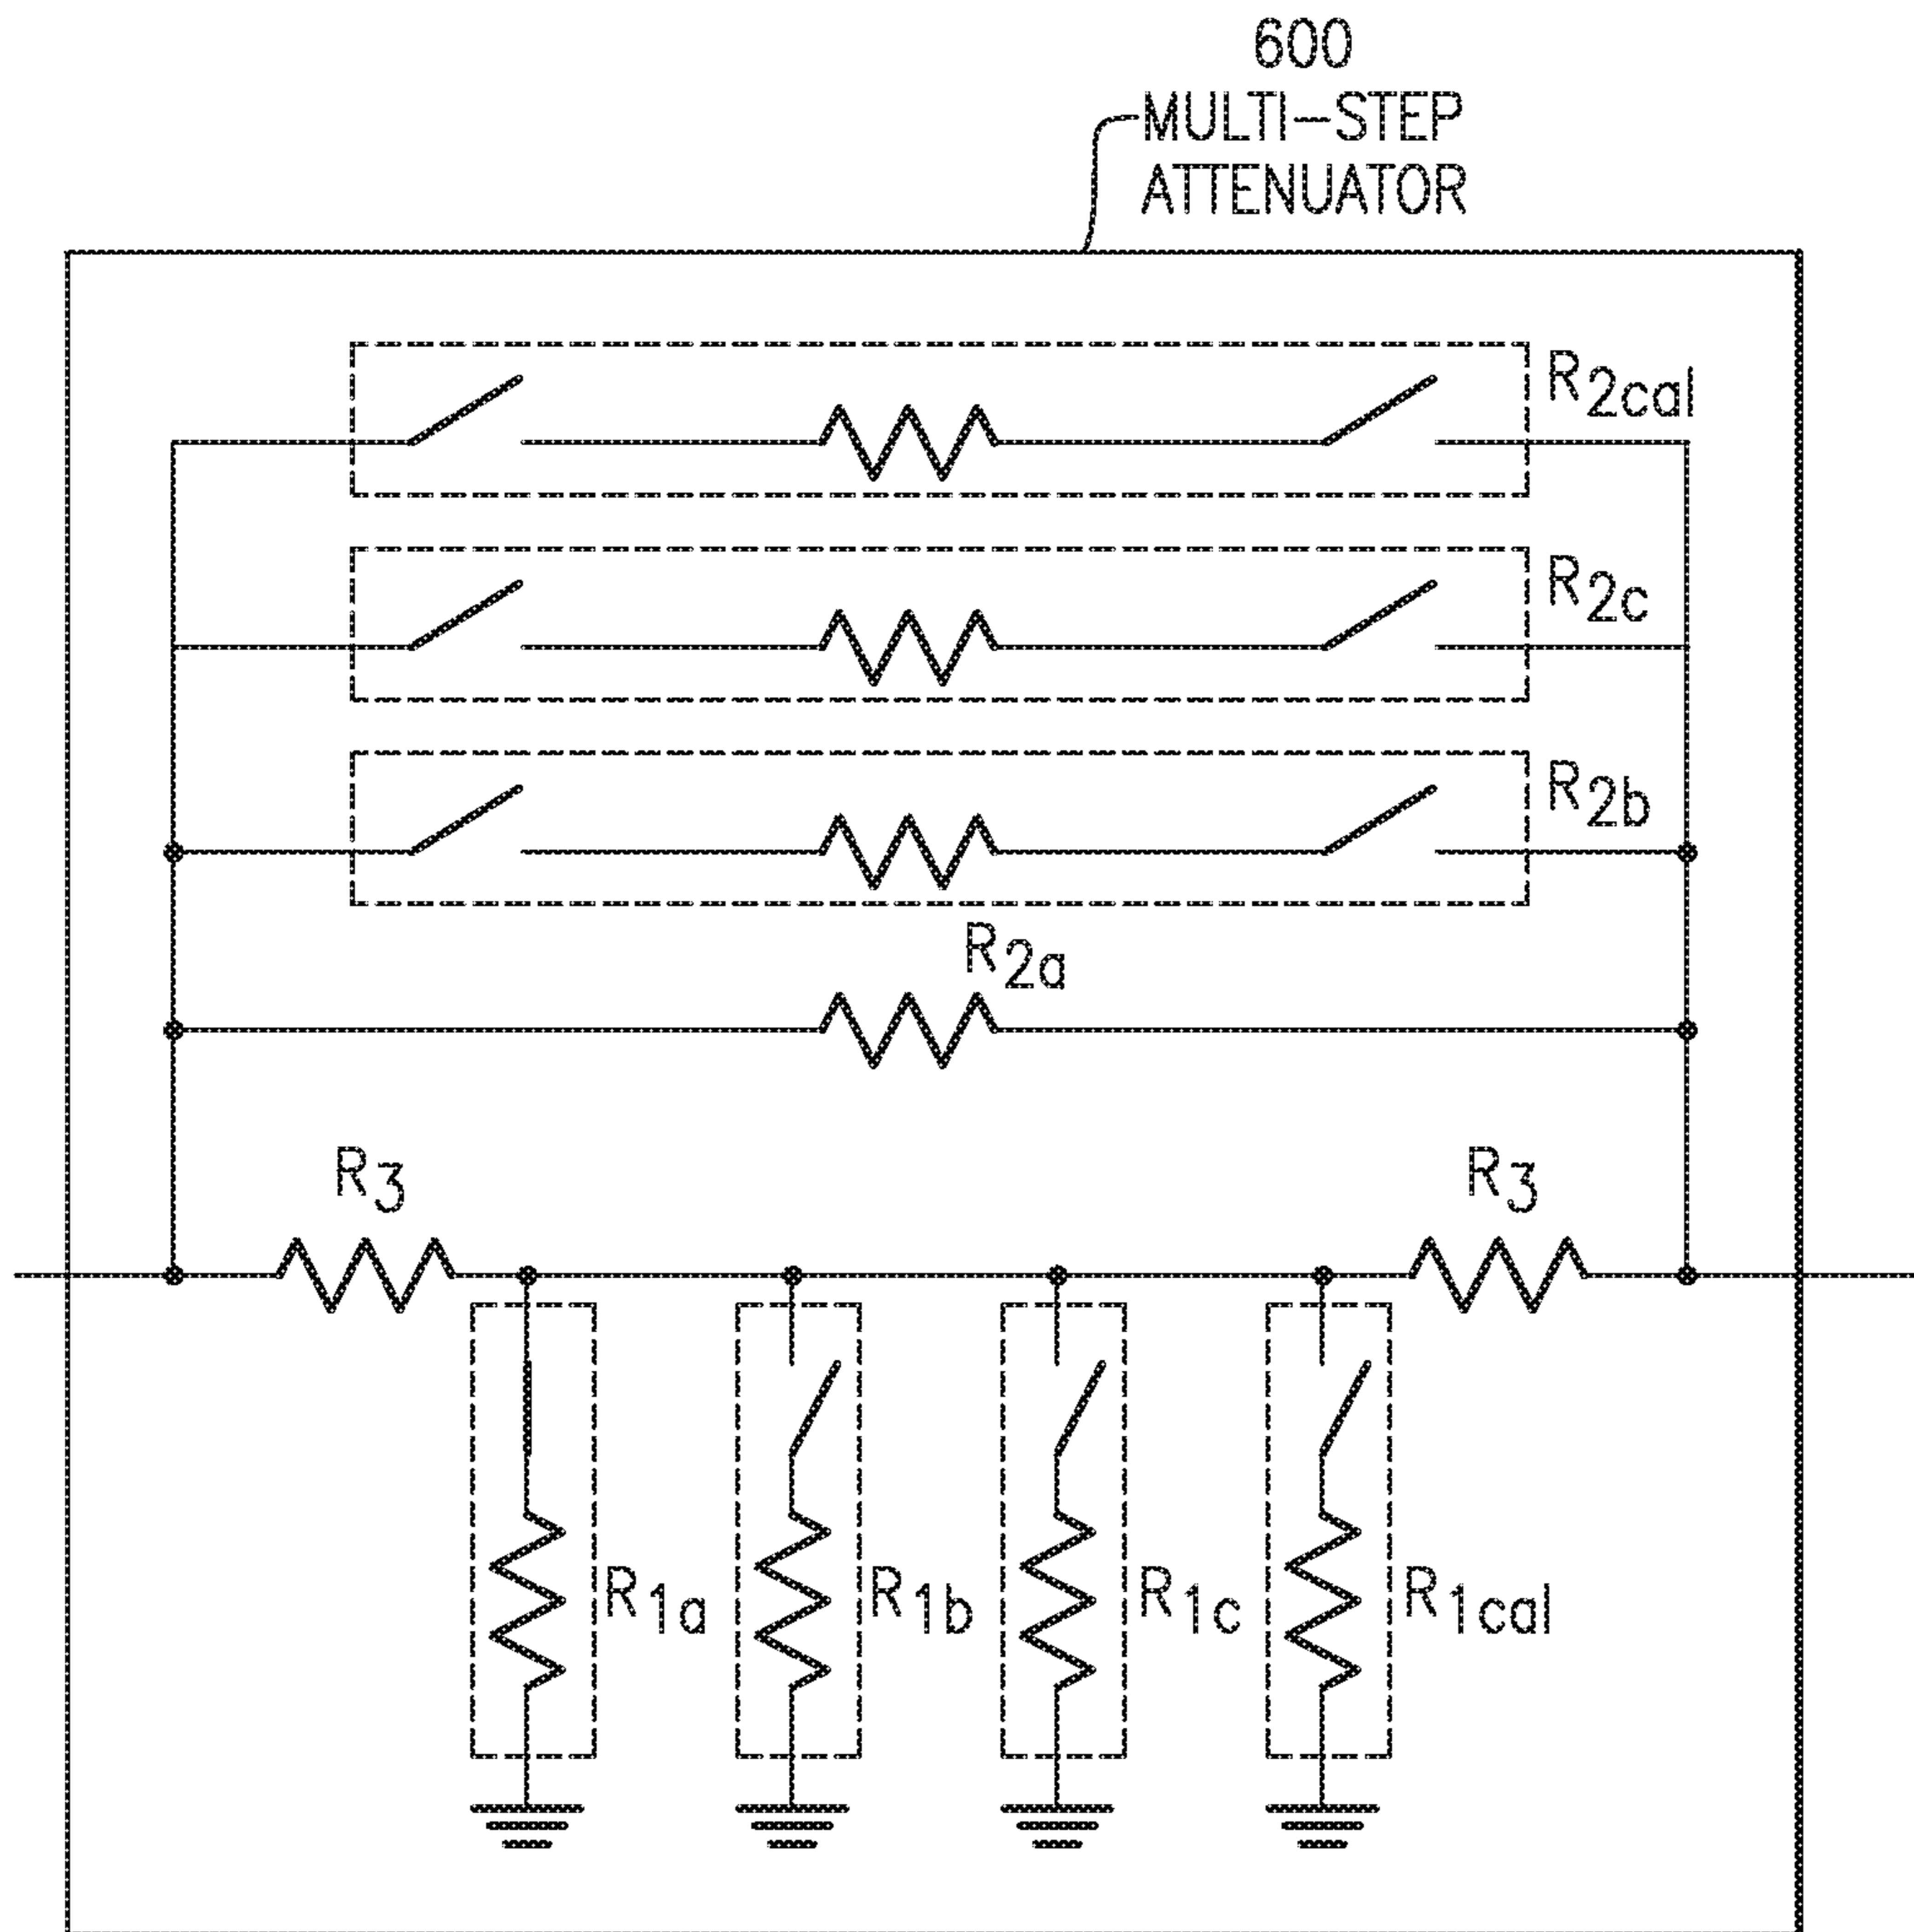 600
MULTI-STEP
ATTENUATOR
R2cal
R2c
R2b
R2a
R3
R3
R1a
R1b
R1c
R1cal